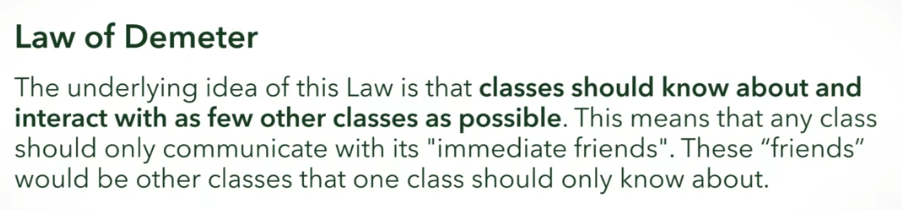 Law of Demeter
The underlying idea of this Law is that classes should know about and
interact with as few other classes as possible. This means that any class
should only communicate with its "immediate friends". These “friends”
would be other classes that one class should only know about.